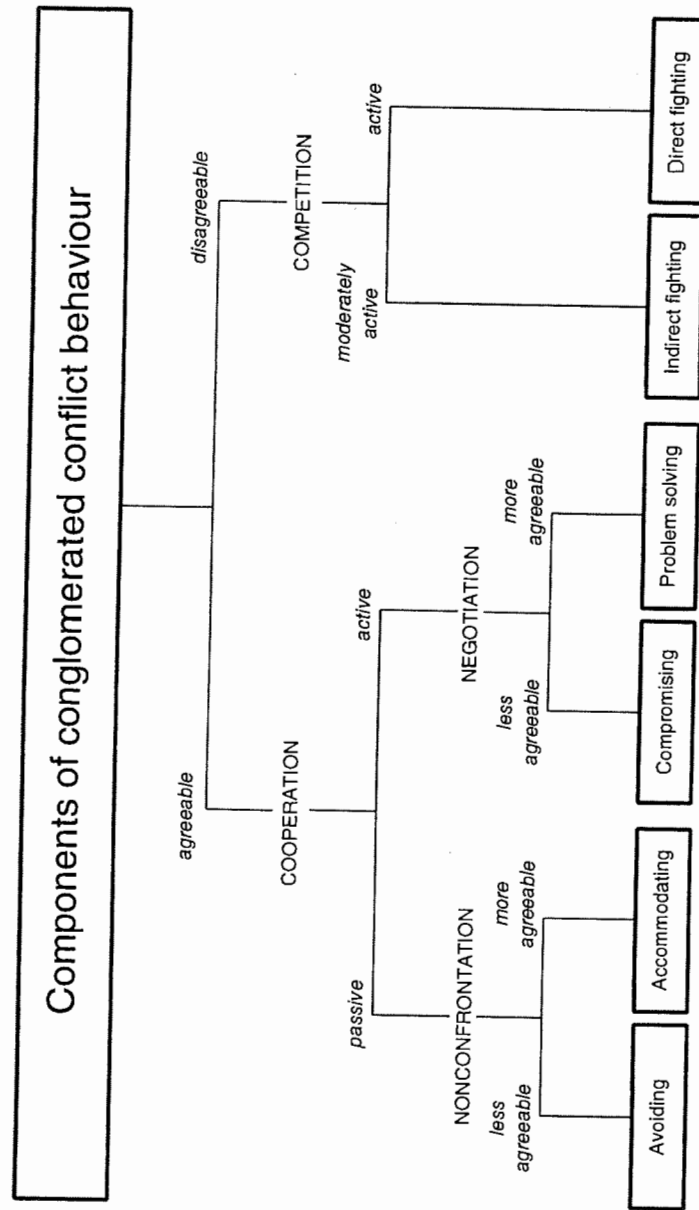 Components of conglomerated conflict behaviour
agreeable
disagreeable
COOPERATION
COMPETITION
passive
active
moderately
active
active
NONCONFRONTATION
NEGOTIATION
less
agreeable
more
agreeable
less
agreeable
more
agreeable
Avoiding
Accommodating
Compromising
Problem solving
Indirect fighting
Direct fighting